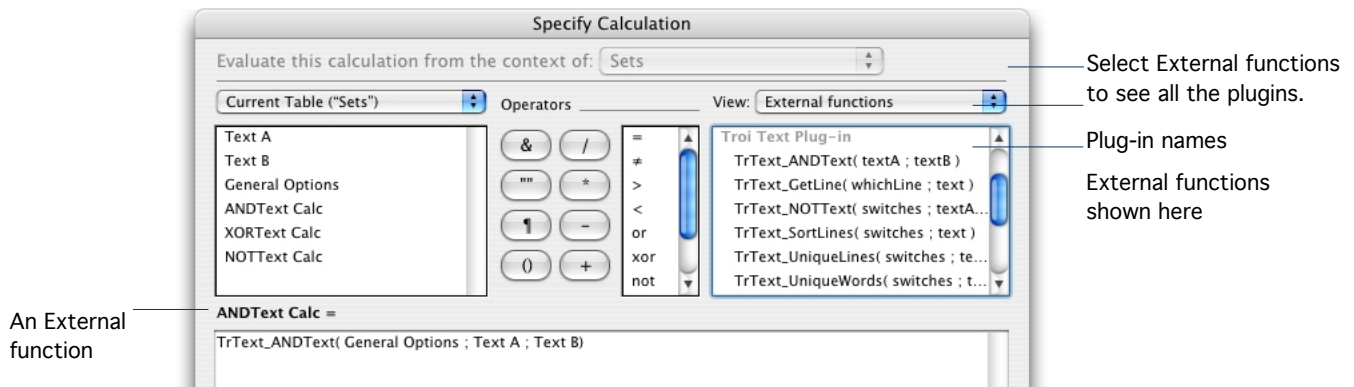 Specify Calculation
Evaluate this calculation from the context of: Sets
Current Table ("Sets")
Operators
View: External functions
Text A
Text B
General Options
ANDText Calc
XORText Calc
NOTText Calc
& /
"" *
¶ -
() +
=
≠
>
<
or
xor
not
Troi Text Plug-in
TrText_ANDText( textA ; textB )
TrText_GetLine( whichLine ; text )
TrText_NOTText( switches ; textA...
TrText_SortLines( switches ; text )
TrText_UniqueLines( switches ; te...
TrText_UniqueWords( switches ; t...
Select External functions
to see all the plugins.
Plug-in names
External functions
shown here
An External
function
ANDText Calc =
TrText_ANDText( General Options ; Text A ; Text B)